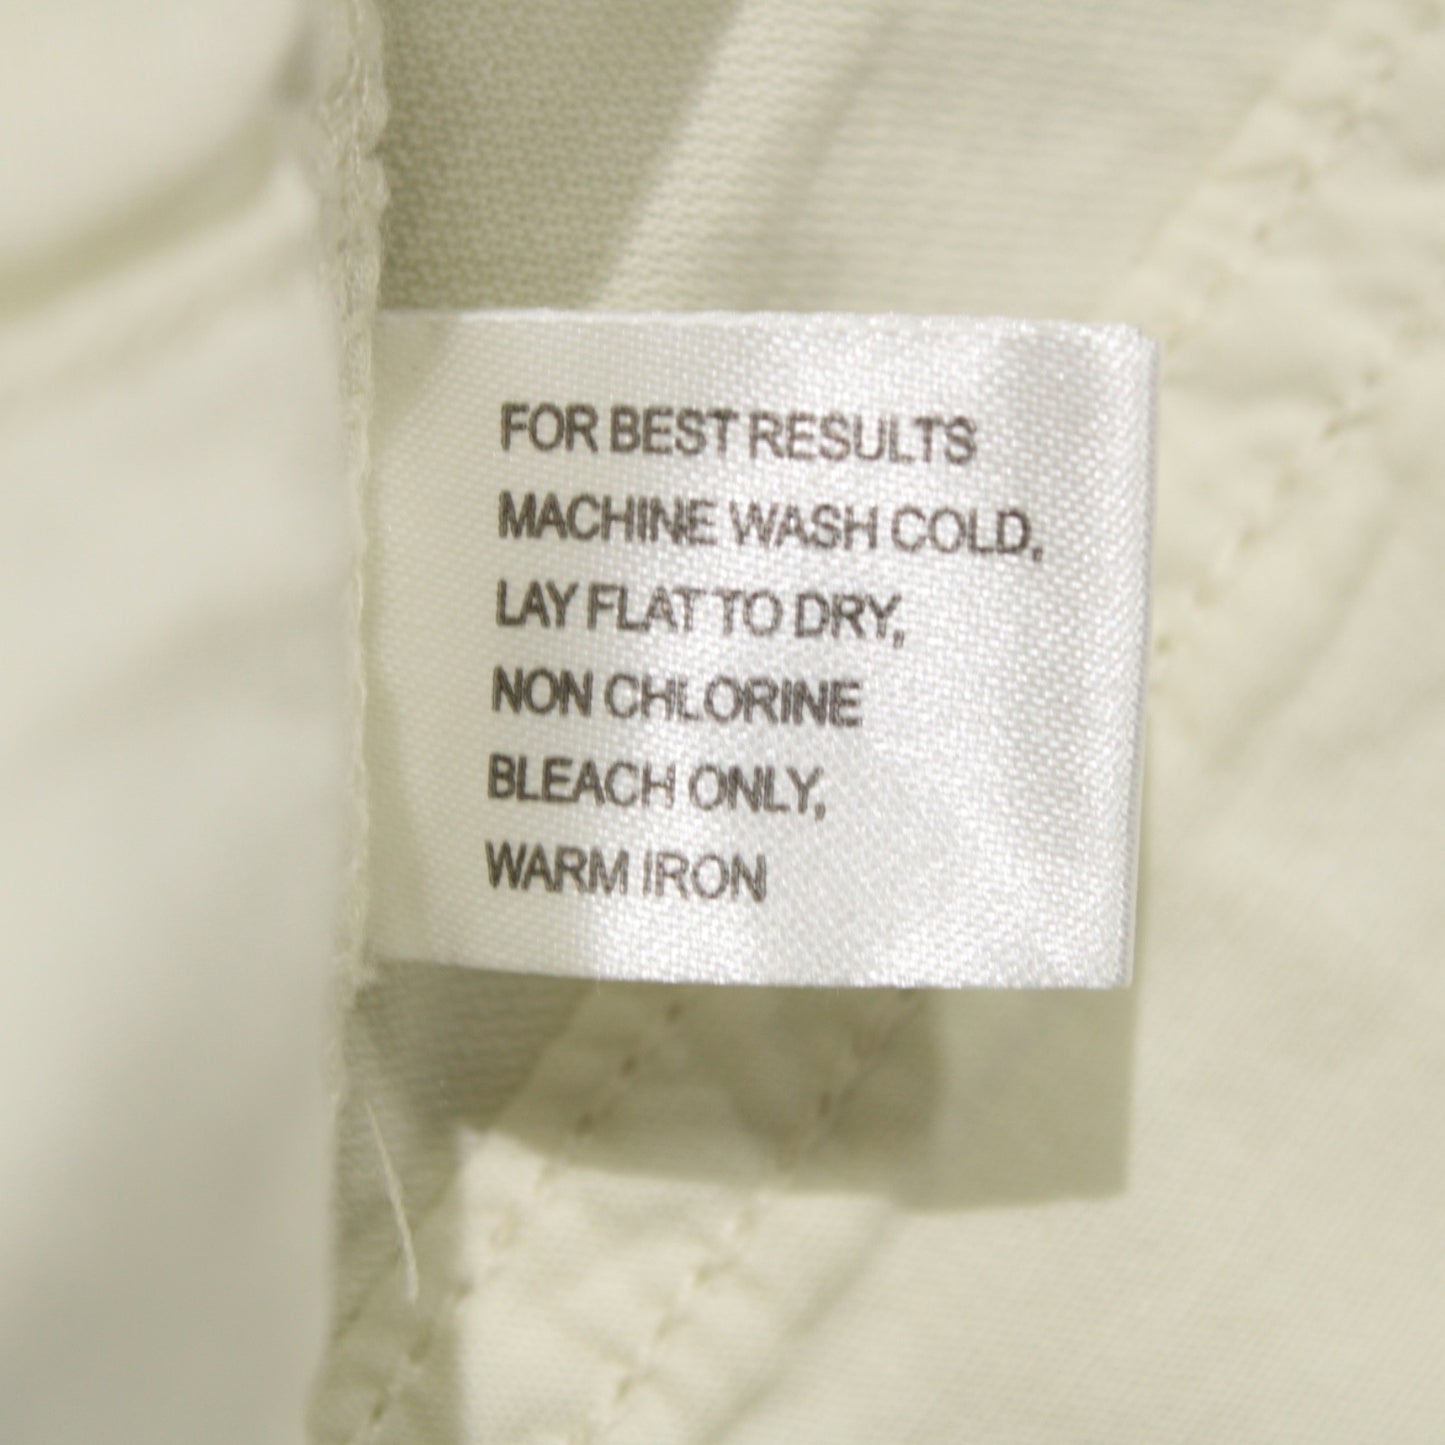 FOR BEST RESULTS
MACHINE WASH COLD,
LAY FLAT TO DRY,
NON CHLORINE
BLEACH ONLY,
WARM IRON